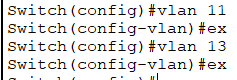 Switch(config)#vlan 11
Switch(config-vlan)#ex
Switch(config)#vlan 13
Switch(config-vlan)#ex